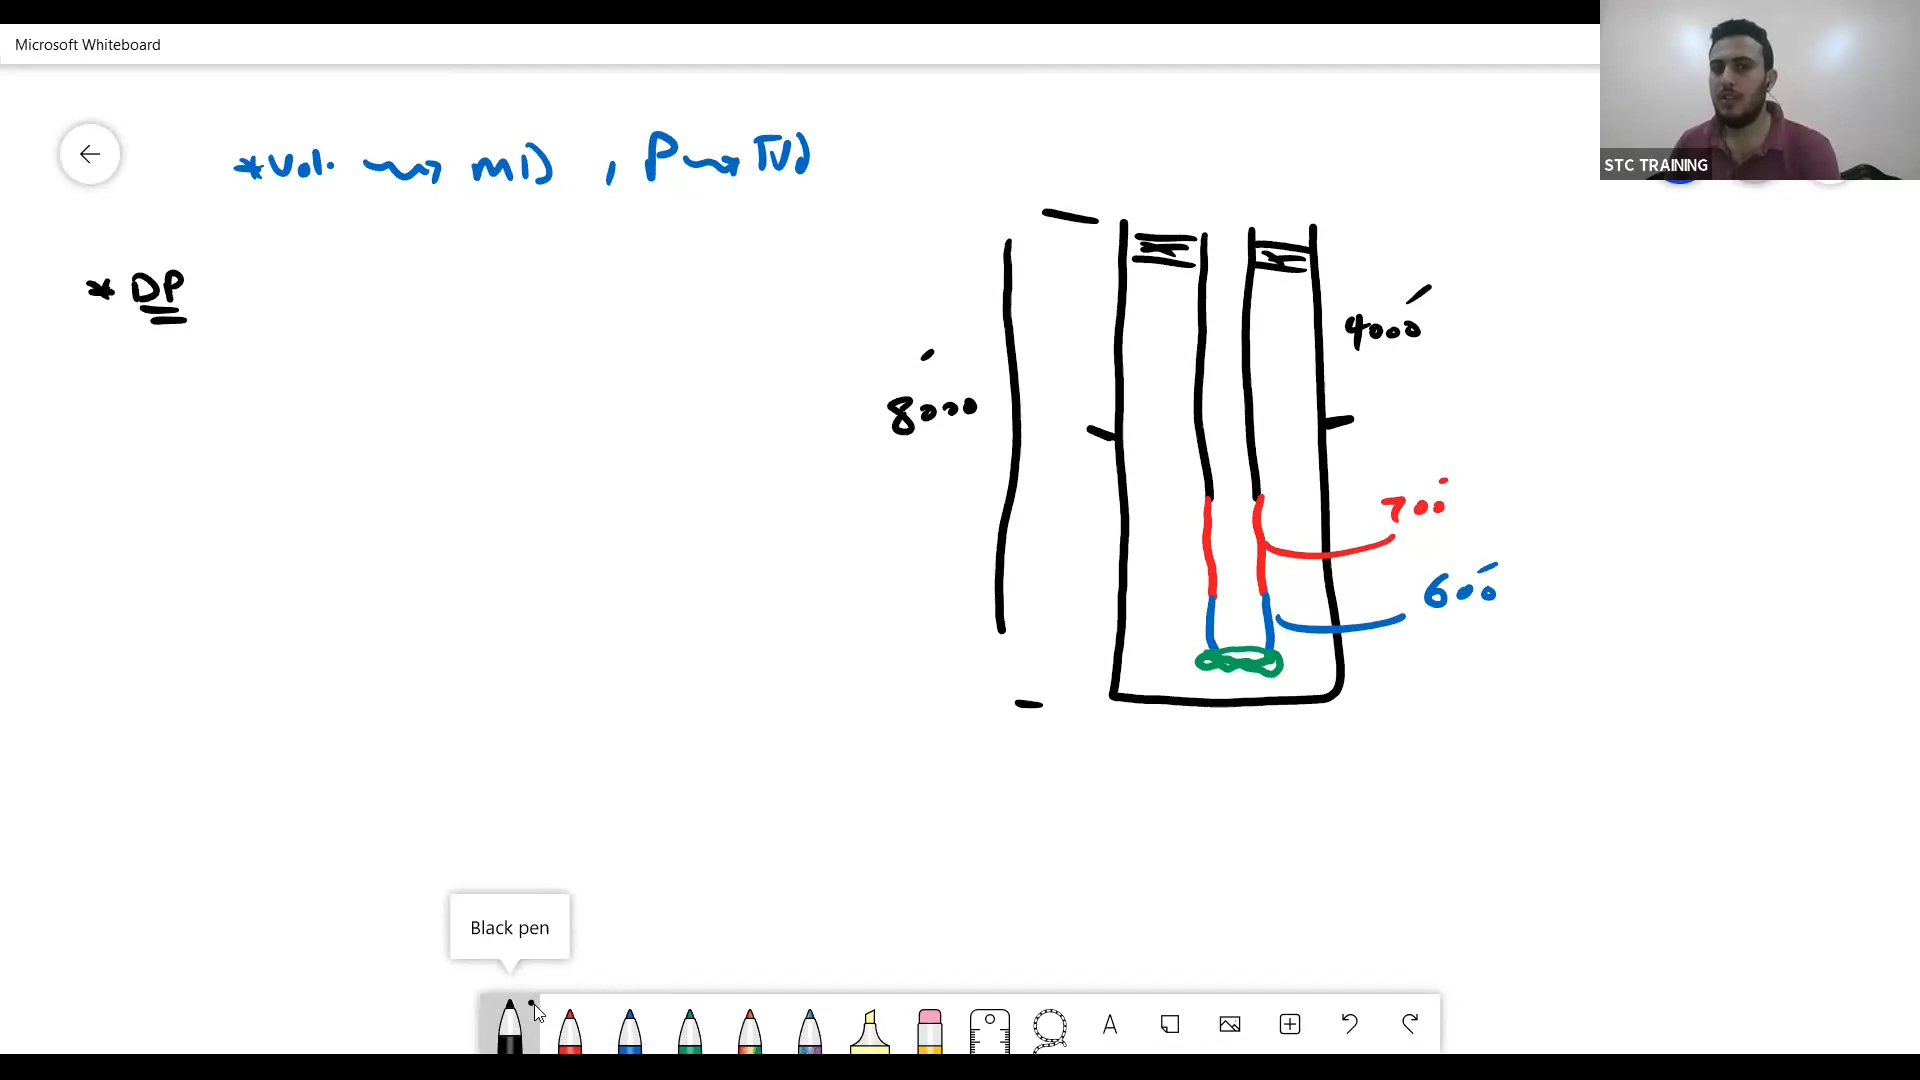 Microsoft Whiteboard
STC TRAINING
*Vol. → MD , P → TVD
* DP
4000'
8000'
700'
600'
Black pen
A